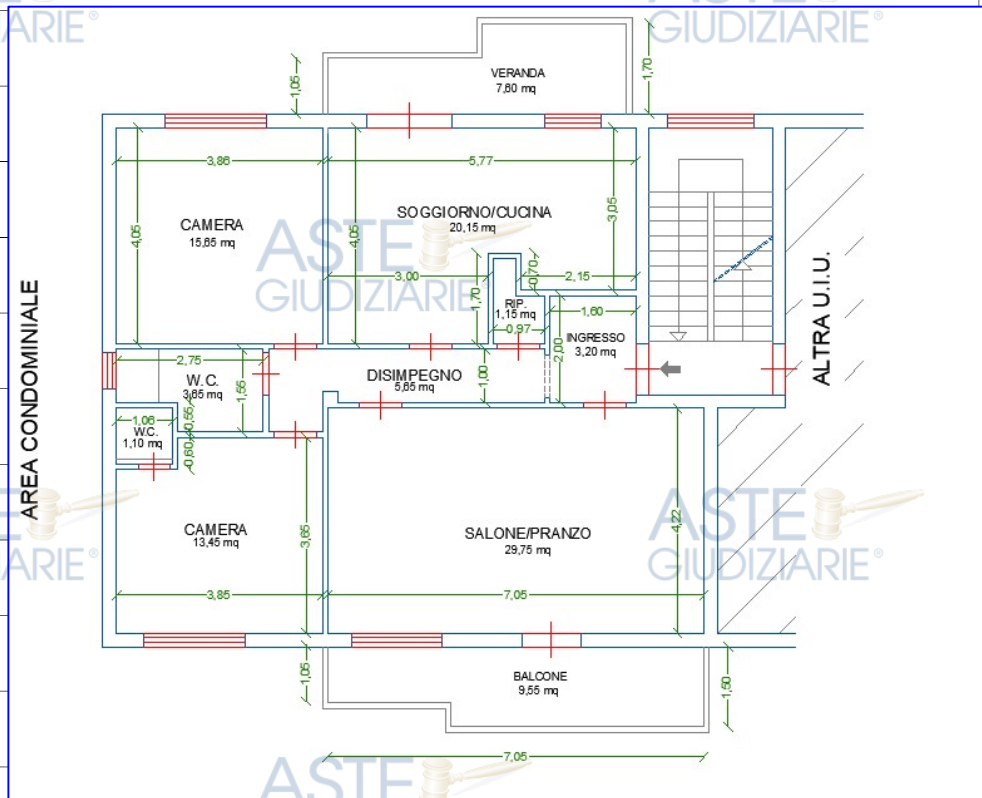 ASTE
GIUDIZIARIE®
ARIE®
VERANDA
7,60 mq
1,05
1,70
3,86
5,77
CAMERA
15,65 mq
4,05
SOGGIORNO/CUCINA
20,15 mq
4,05
3,05
ASTE
GIUDIZIARIE
3,00
0,70
2,15
1,70
RIP.
1,15 mq
0,97
1,60
INGRESSO
3,20 mq
2,00
ALTRA U.I.U.
AREA CONDOMINIALE
2,75
W.C.
3,65 mq
1,55
DISIMPEGNO
5,65 mq
1,00
1,06
0,55
W.C.
1,10 mq
0,60
CAMERA
13,45 mq
3,65
3,85
SALONE/PRANZO
29,75 mq
4,22
7,05
ASTE
GIUDIZIARIE®
ARIE®
BALCONE
9,55 mq
1,05
1,50
7,05
ASTE